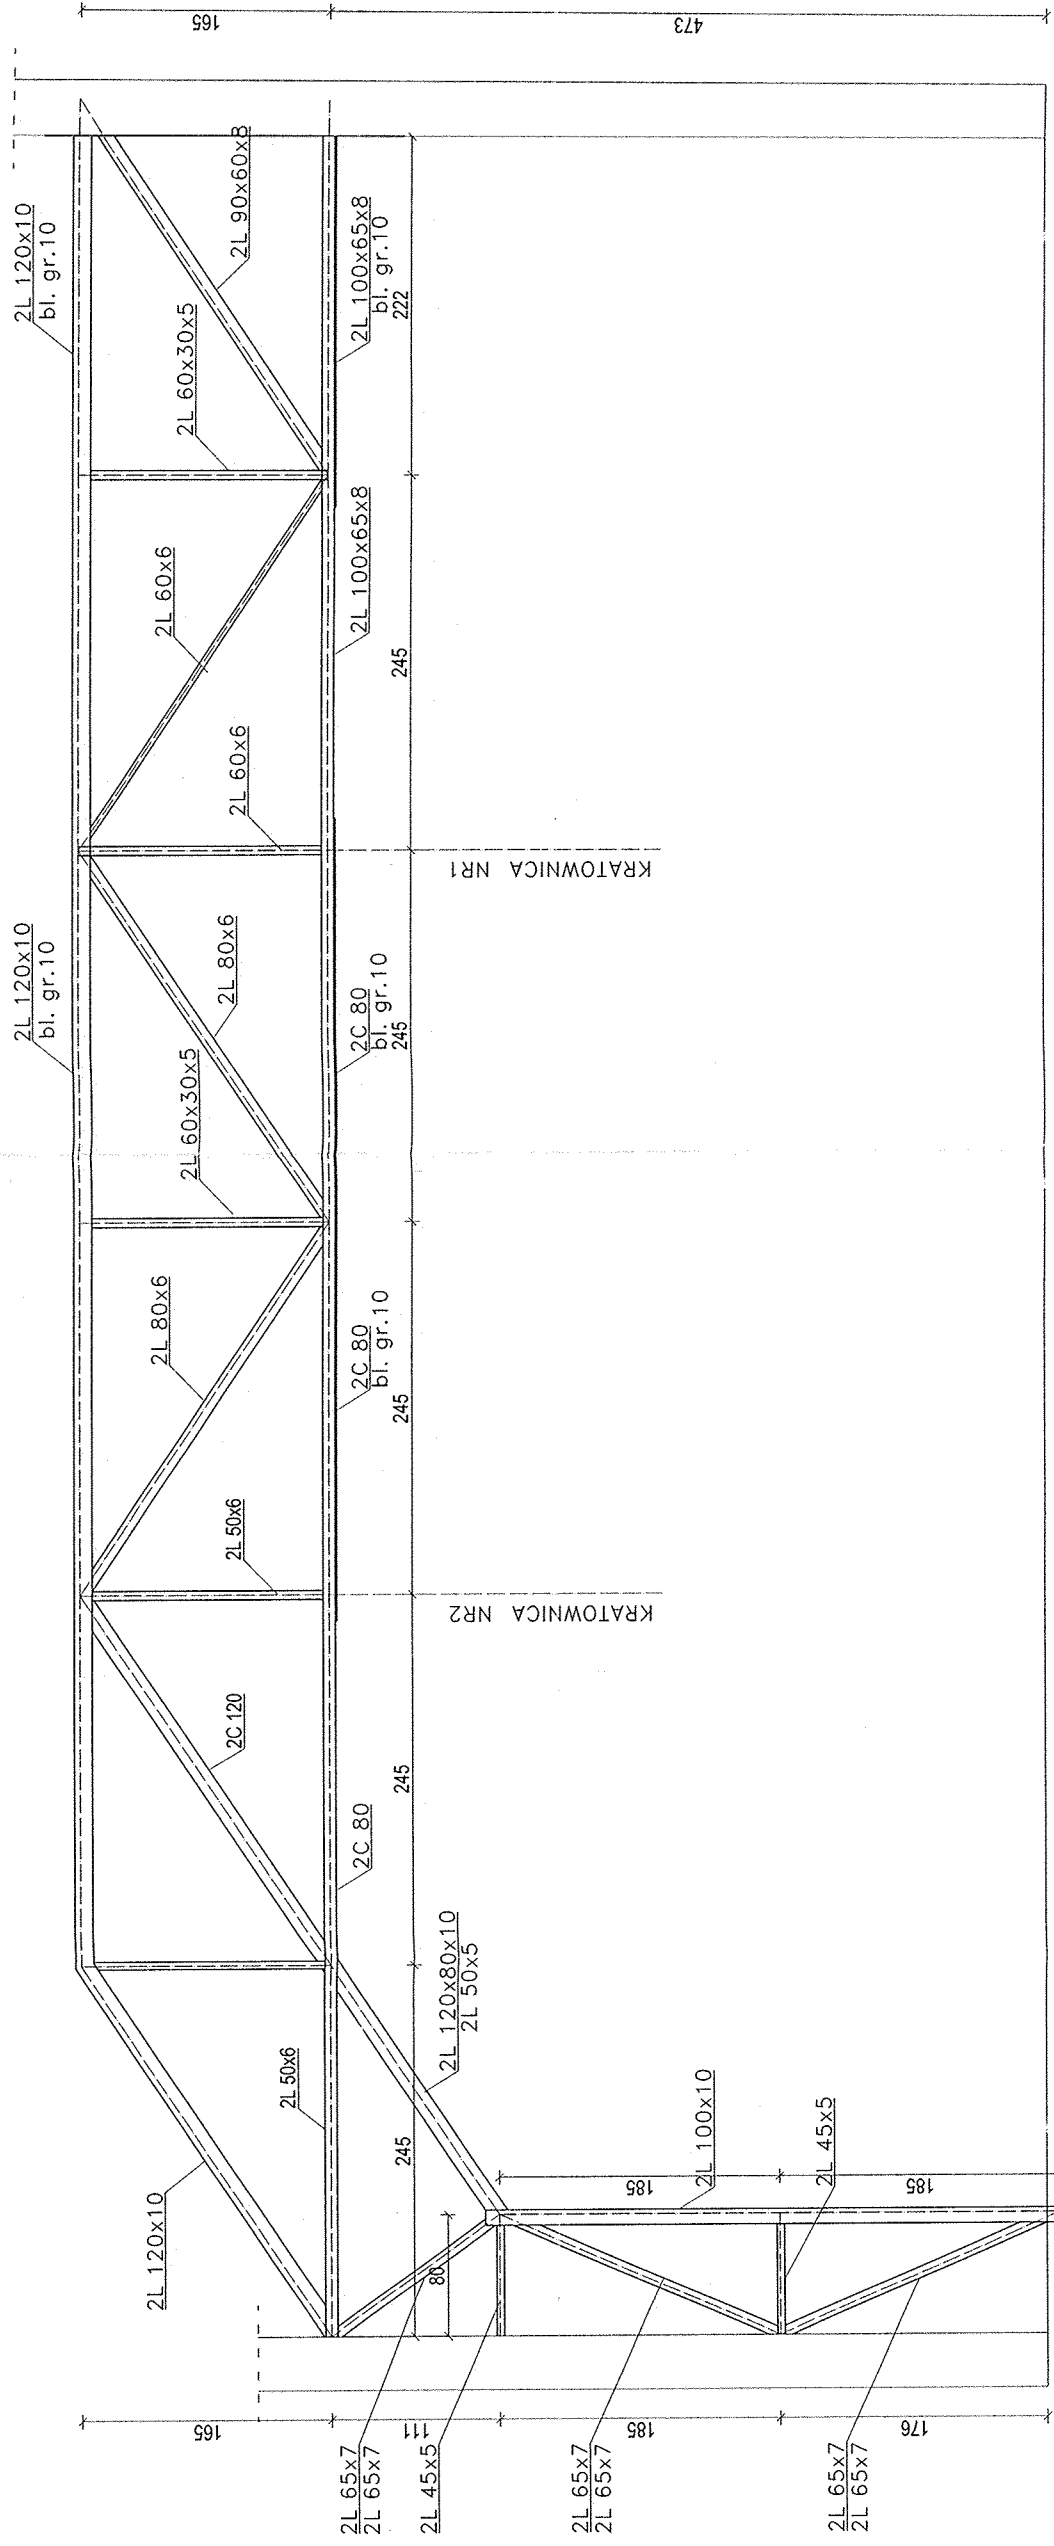 165
473
2L 120x10
bl. gr.10
2L 90x60x8
2L 60x30x5
2L 100x65x8
bl. gr.10
222
2L 60x6
2L 100x65x8
245
2L 60x6
KRATOWNICA NR1
2L 120x10
bl. gr.10
2L 80x6
2C 80
bl. gr.10
245
2L 60x30x5
2L 80x6
2C 80
bl. gr.10
245
2L 50x6
KRATOWNICA NR2
2C 120
245
2C 80
2L 120x80x10
2L 50x5
2L 50x6
245
2L 120x10
2L 100x10
185
2L 45x5
185
80
165
111
185
176
2L 65x7
2L 65x7
2L 45x5
2L 65x7
2L 65x7
2L 65x7
2L 65x7